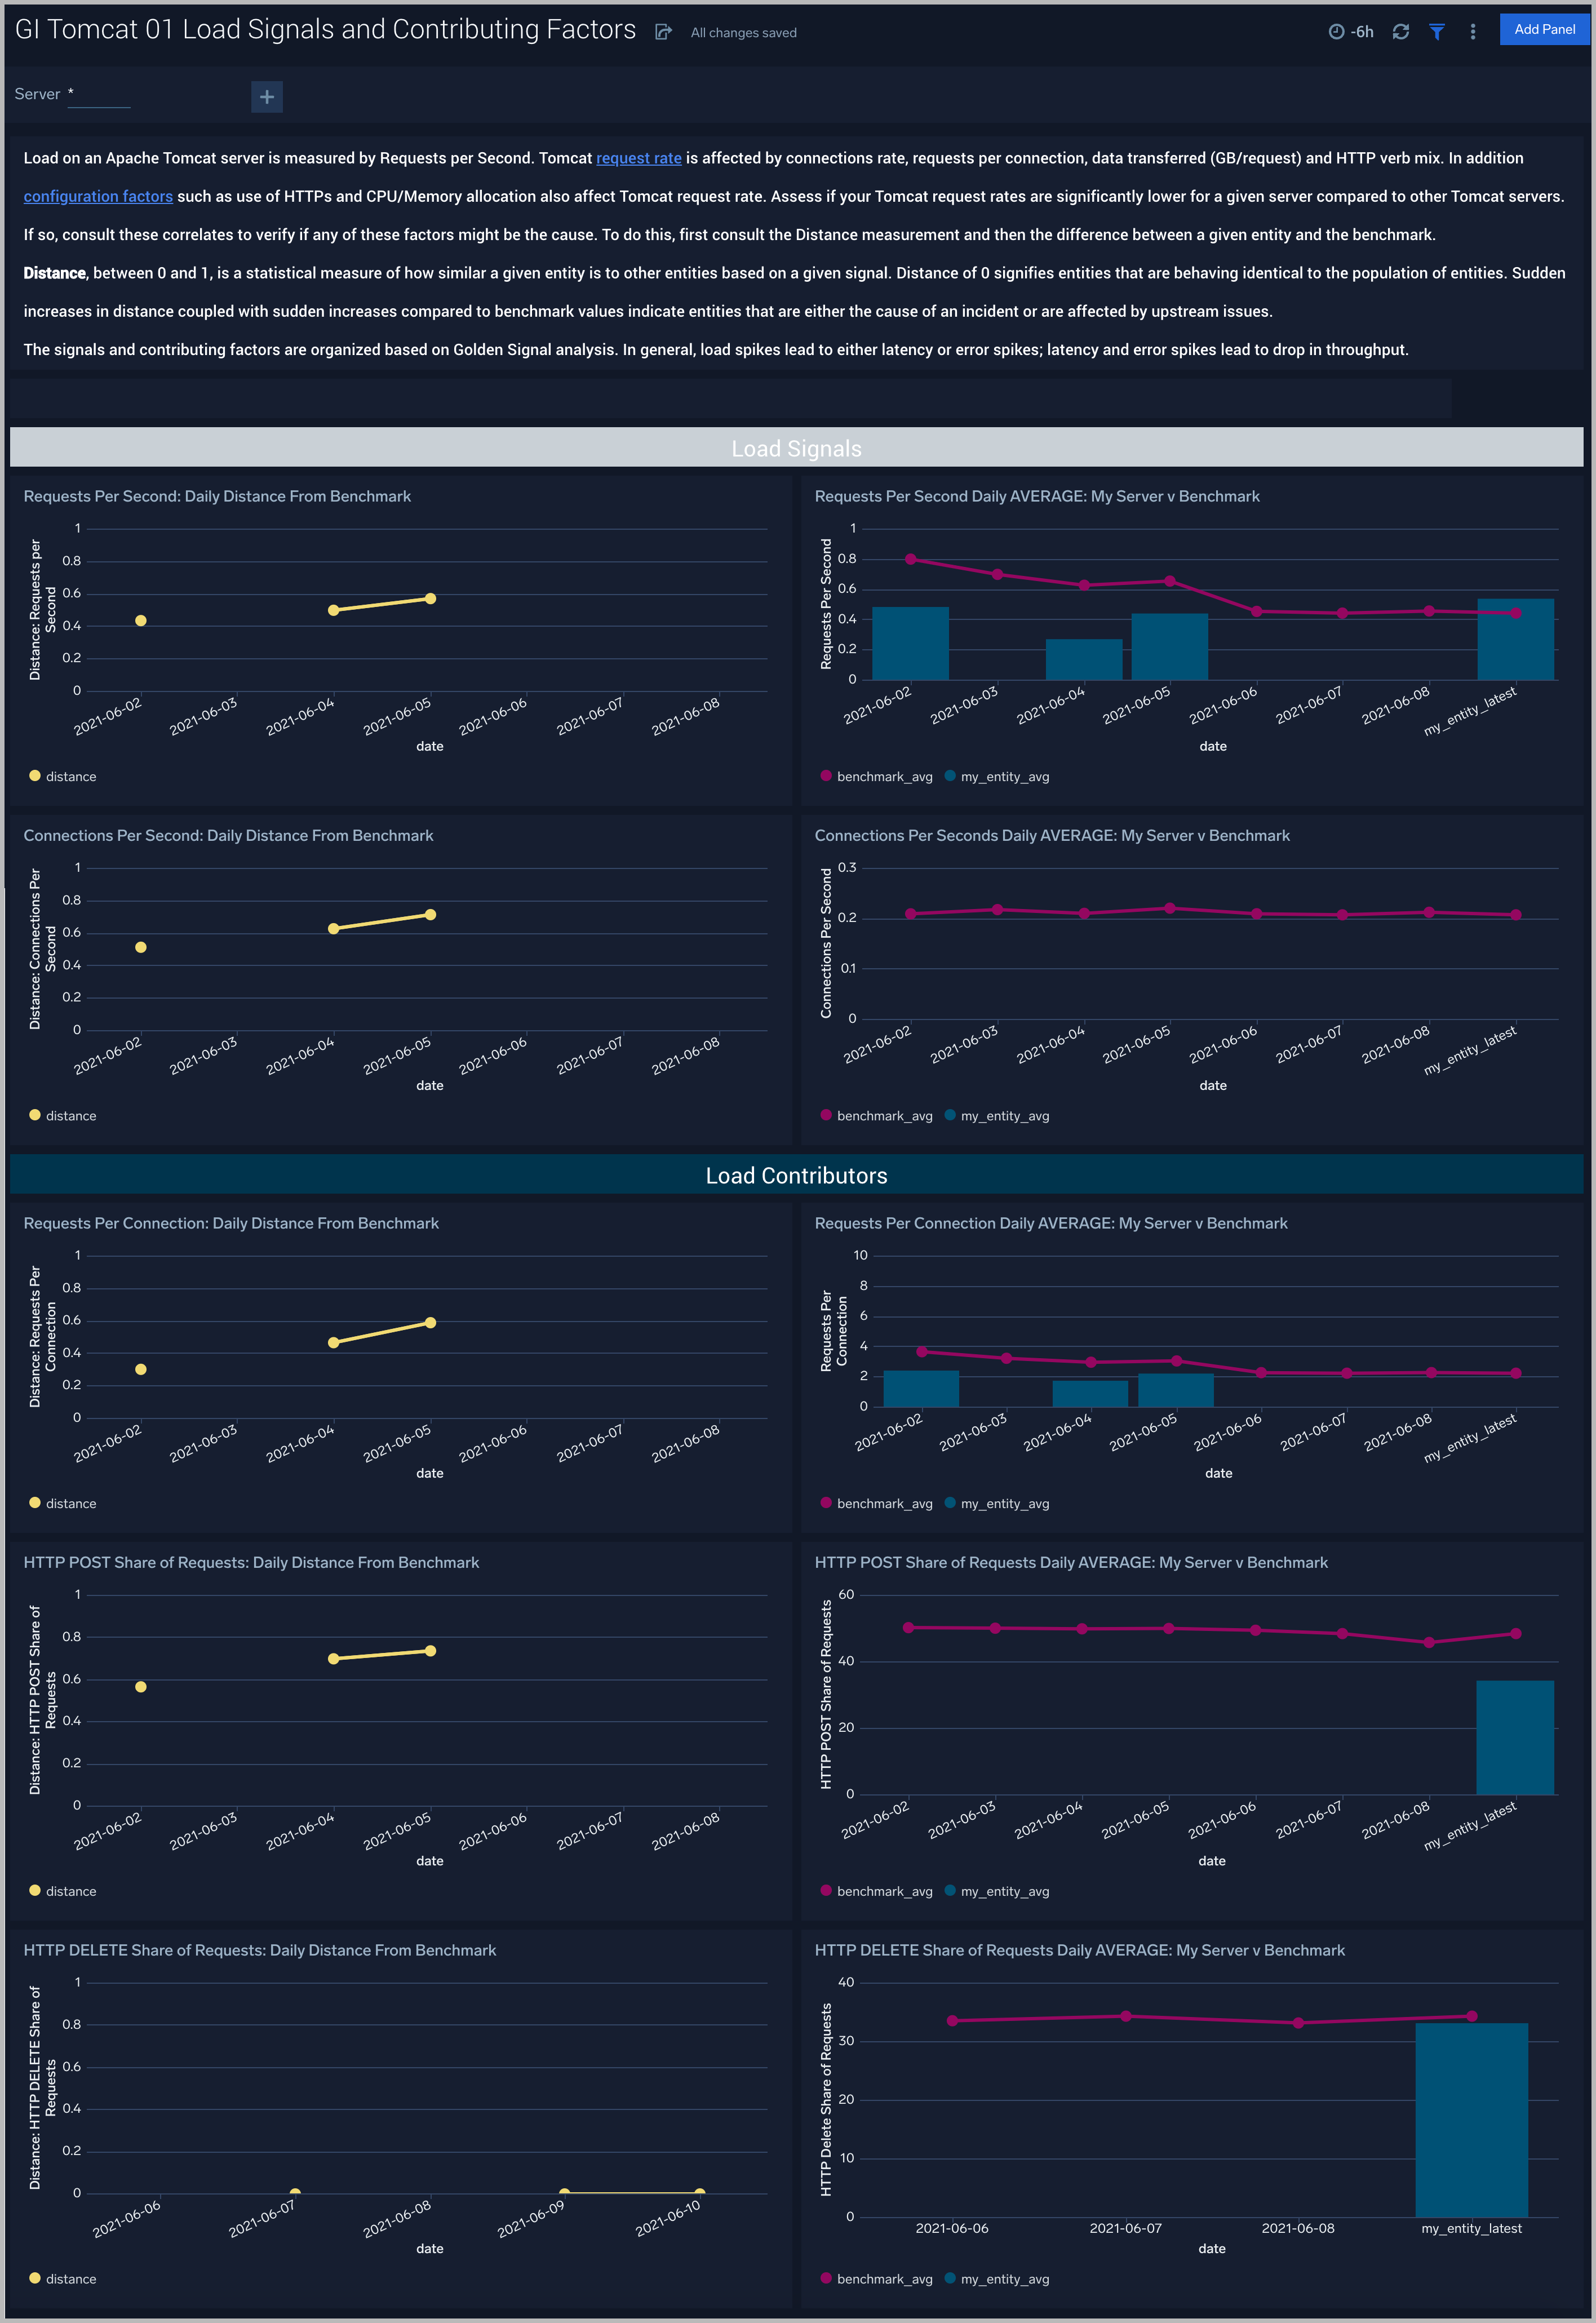 GI Tomcat 01 Load Signals and Contributing Factors
All changes saved
-6h
Add Panel
Server *
Load on an Apache Tomcat server is measured by Requests per Second. Tomcat request rate is affected by connections rate, requests per connection, data transferred (GB/request) and HTTP verb mix. In addition
configuration factors such as use of HTTPs and CPU/Memory allocation also affect Tomcat request rate. Assess if your Tomcat request rates are significantly lower for a given server compared to other Tomcat servers.
If so, consult these correlates to verify if any of these factors might be the cause. To do this, first consult the Distance measurement and then the difference between a given entity and the benchmark.
Distance, between 0 and 1, is a statistical measure of how similar a given entity is to other entities based on a given signal. Distance of 0 signifies entities that are behaving identical to the population of entities. Sudden
increases in distance coupled with sudden increases compared to benchmark values indicate entities that are either the cause of an incident or are affected by upstream issues.
The signals and contributing factors are organized based on Golden Signal analysis. In general, load spikes lead to either latency or error spikes; latency and error spikes lead to drop in throughput.
Load Signals
Requests Per Second: Daily Distance From Benchmark
Distance: Requests per
Second
1
0.8
0.6
0.4
0.2
0
2021-06-02
2021-06-03
2021-06-04
2021-06-05
2021-06-06
2021-06-07
2021-06-08
date
distance
Requests Per Second Daily AVERAGE: My Server v Benchmark
Requests Per Second
1
0.8
0.6
0.4
0.2
0
2021-06-02
2021-06-03
2021-06-04
2021-06-05
2021-06-06
2021-06-07
2021-06-08
my_entity_latest
date
benchmark_avg
my_entity_avg
Connections Per Second: Daily Distance From Benchmark
Distance: Connections Per
Second
1
0.8
0.6
0.4
0.2
0
2021-06-02
2021-06-03
2021-06-04
2021-06-05
2021-06-06
2021-06-07
2021-06-08
date
distance
Connections Per Seconds Daily AVERAGE: My Server v Benchmark
Connections Per Second
0.3
0.2
0.1
0
2021-06-02
2021-06-03
2021-06-04
2021-06-05
2021-06-06
2021-06-07
2021-06-08
my_entity_latest
date
benchmark_avg
my_entity_avg
Load Contributors
Requests Per Connection: Daily Distance From Benchmark
Distance: Requests Per
Connection
1
0.8
0.6
0.4
0.2
0
2021-06-02
2021-06-03
2021-06-04
2021-06-05
2021-06-06
2021-06-07
2021-06-08
date
distance
Requests Per Connection Daily AVERAGE: My Server v Benchmark
Requests Per
Connection
10
8
6
4
2
0
2021-06-02
2021-06-03
2021-06-04
2021-06-05
2021-06-06
2021-06-07
2021-06-08
my_entity_latest
date
benchmark_avg
my_entity_avg
HTTP POST Share of Requests: Daily Distance From Benchmark
Distance: HTTP POST Share of
Requests
1
0.8
0.6
0.4
0.2
0
2021-06-02
2021-06-03
2021-06-04
2021-06-05
2021-06-06
2021-06-07
2021-06-08
date
distance
HTTP POST Share of Requests Daily AVERAGE: My Server v Benchmark
HTTP POST Share of Requests
60
40
20
0
2021-06-02
2021-06-03
2021-06-04
2021-06-05
2021-06-06
2021-06-07
2021-06-08
my_entity_latest
date
benchmark_avg
my_entity_avg
HTTP DELETE Share of Requests: Daily Distance From Benchmark
Distance: HTTP DELETE Share of
Requests
1
0.8
0.6
0.4
0.2
0
2021-06-06
2021-06-07
2021-06-08
2021-06-09
2021-06-10
date
distance
HTTP DELETE Share of Requests Daily AVERAGE: My Server v Benchmark
HTTP Delete Share of Requests
40
30
20
10
0
2021-06-06
2021-06-07
2021-06-08
my_entity_latest
date
benchmark_avg
my_entity_avg